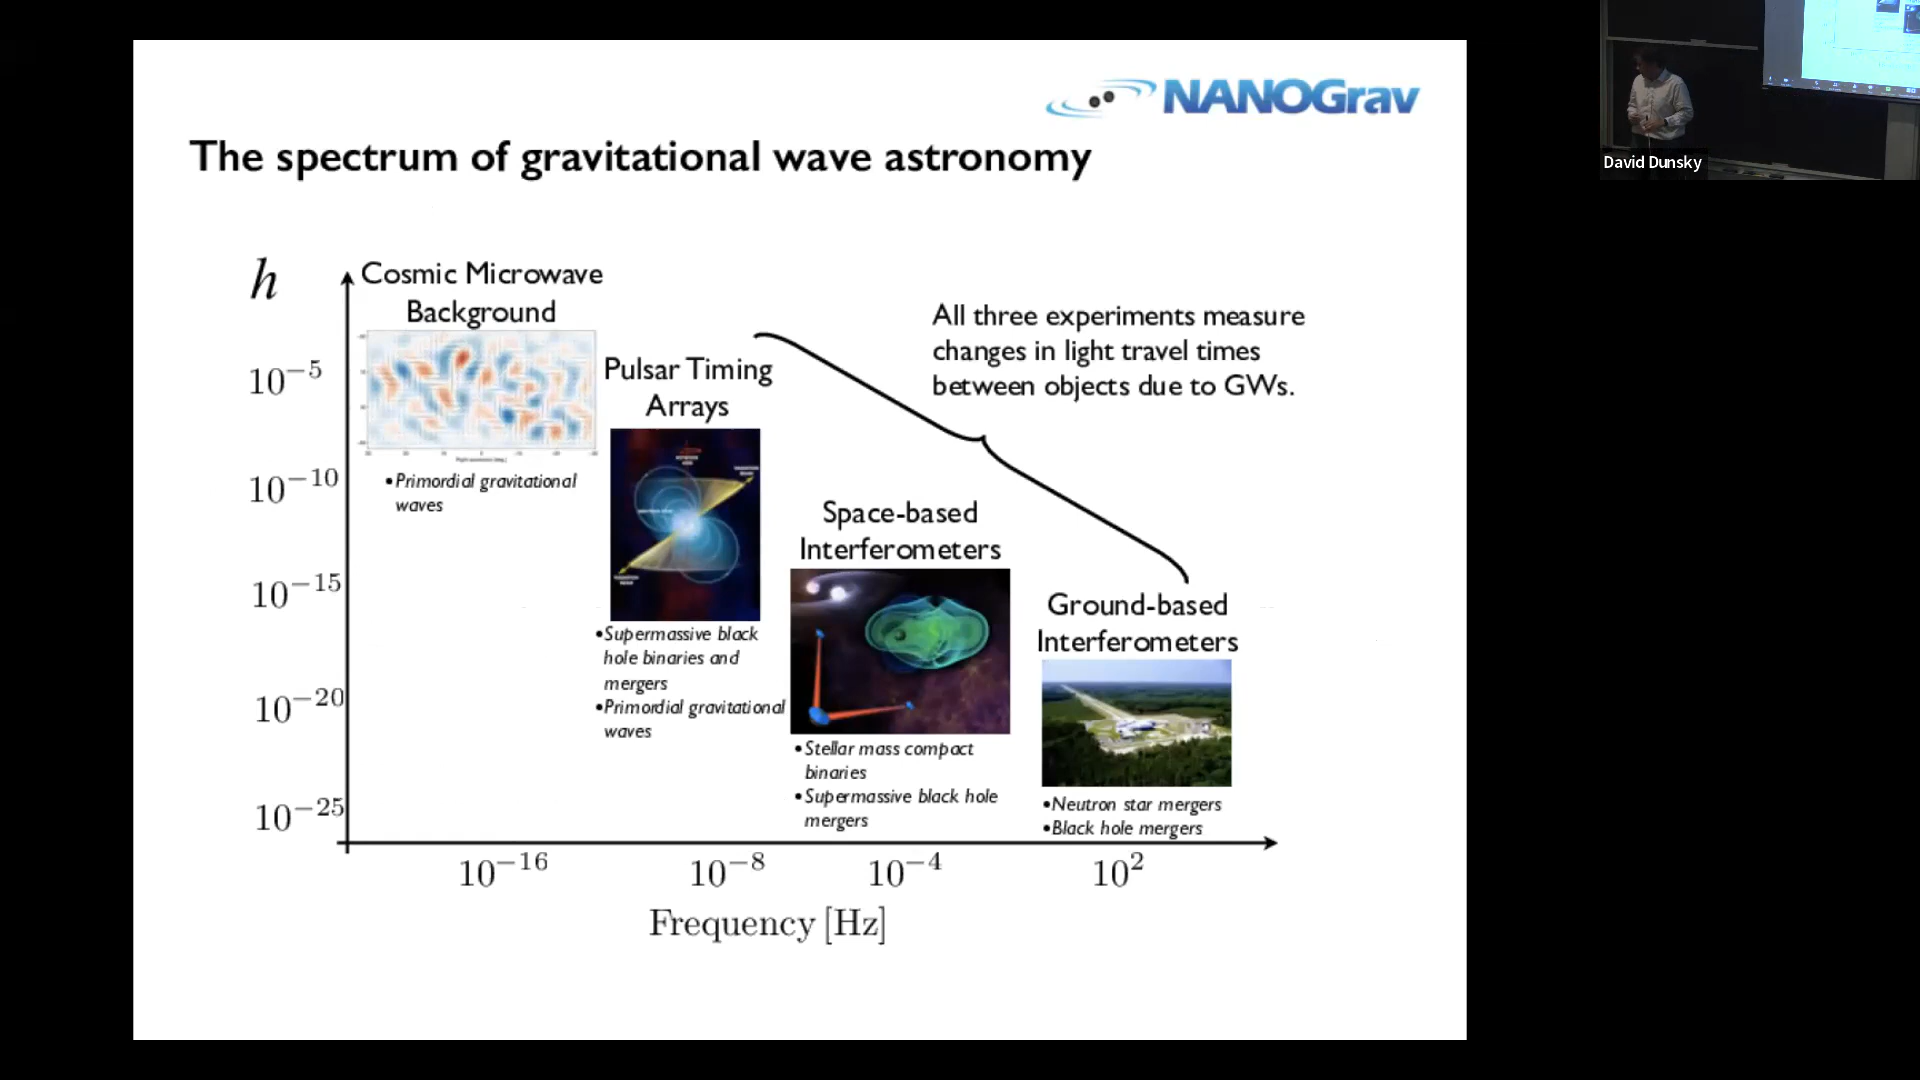 NANOGrav
The spectrum of gravitational wave astronomy
h
Cosmic Microwave
Background
All three experiments measure
changes in light travel times
between objects due to GWs.
Pulsar Timing
Arrays
10^{-5}
10^{-10}
10^{-15}
10^{-20}
10^{-25}
•Primordial gravitational
waves
Space-based
Interferometers
Ground-based
Interferometers
•Supermassive black
hole binaries and
mergers
•Primordial gravitational
waves
•Stellar mass compact
binaries
•Supermassive black hole
mergers
•Neutron star mergers
•Black hole mergers
10^{-16} 10^{-8} 10^{-4} 10^{2}
Frequency [Hz]
David Dunsky